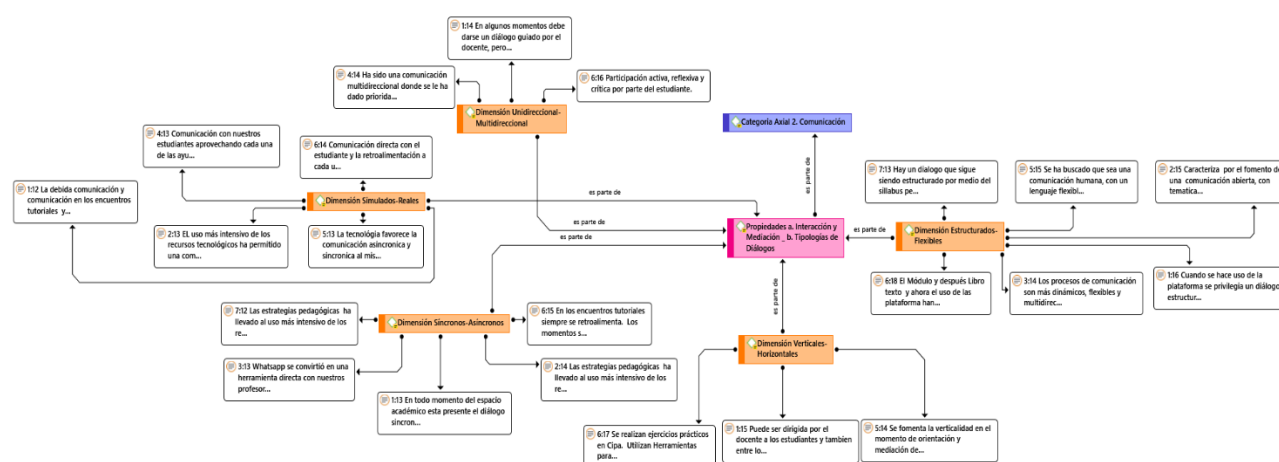 1:14 En algunos momentos debe
darse un diálogo guiado por el
docente, pero...
4:14 Ha sido una comunicación
multidireccional donde se le ha
dado priorida...
6:16 Participación activa, reflexiva y
crítica por parte del estudiante.
Dimensión Unidireccional-
Multidireccional
Categoría Axial 2. Comunicación
4:13 Comunicación con nuestros
estudiantes aprovechando cada una
de las ayu...
6:14 Comunicación directa con el
estudiante y la retroalimentación a
cada u...
1:12 La debida comunicación y
comunicación en los encuentros
tutoriales y...
Dimensión Simulados-Reales
2:13 EL uso más intensivo de los
recursos tecnológicos ha permitido
una com...
5:13 La tecnológia favorece la
comunicación asincronica y
sincronica al mis...
es parte de
es parte de
es parte de
es parte de
Propiedades a. Interacción y
Mediación _ b. Tipologías de
Diálogos
es parte de
es parte de
7:13 Hay un dialogo que sigue
siendo estructurado por medio del
sillabus pe...
5:15 Se ha buscado que sea una
comunicación humana, con un
lenguaje flexibl...
2:15 Caracteriza por el fomento de
una comunicación abierta, con
tematica...
Dimensión Estructurados-
Flexibles
6:18 El Módulo y después Libro
texto y ahora el uso de las
plataforma han...
3:14 Los procesos de comunicación
son más dinámicos, flexibles y
multidirec...
1:16 Cuando se hace uso de la
plataforma se privilegia un diálogo
estructur...
7:12 Las estrategias pedagógicas ha
llevado al uso más intensivo de los
re...
Dimensión Síncronos-Asíncronos
6:15 En los encuentros tutoriales
siempre se retroalimenta. Los
momentos s...
3:13 Whatsapp se convirtió en una
herramienta directa con nuestros
profesor...
1:13 En todo momento del espacio
académico esta presente el diálogo
sincron...
2:14 Las estrategias pedagógicas ha
llevado al uso más intensivo de los
re...
Dimensión Verticales-
Horizontales
6:17 Se realizan ejercicios prácticos
en Cipa. Utilizan Herramientas
para...
1:15 Puede ser dirigida por el
docente a los estudiantes y tambien
entre lo...
5:14 Se fomenta la verticalidad en el
momento de orientación y
mediación de...